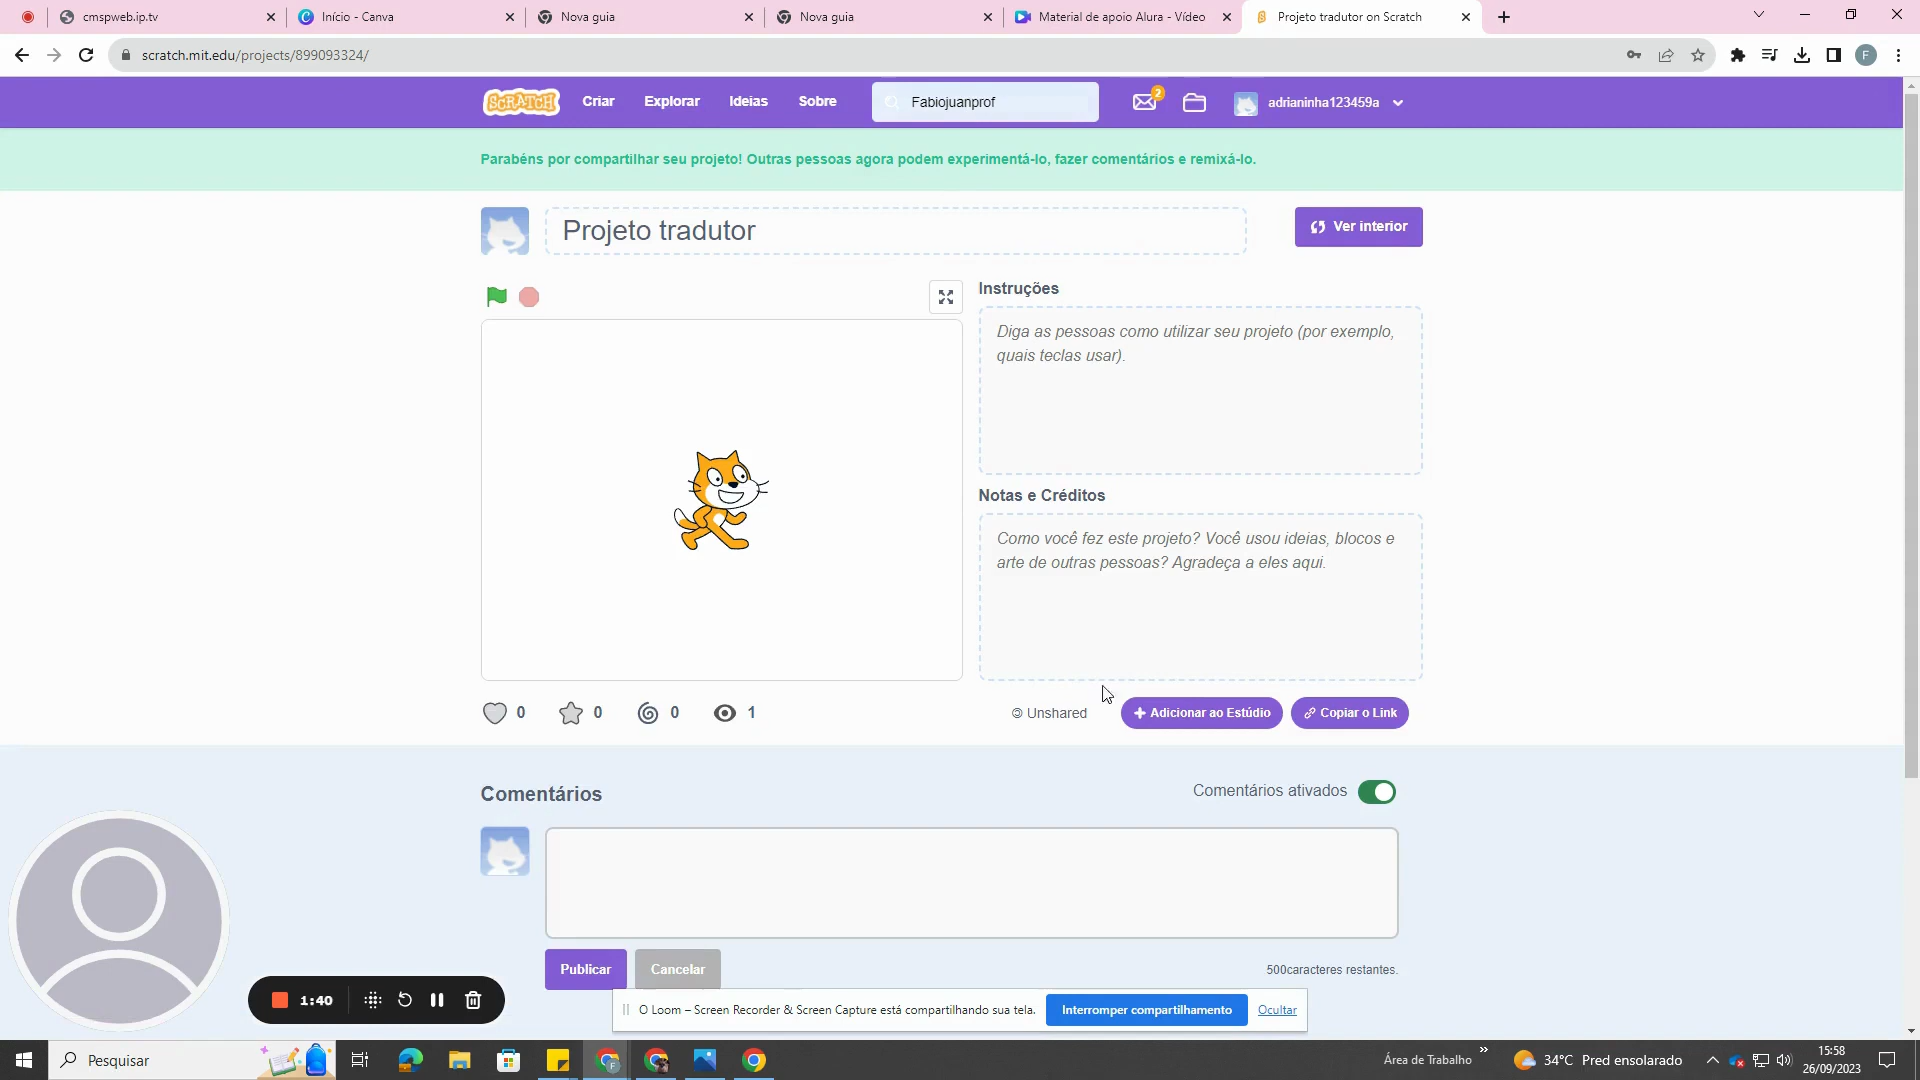 cmspweb.ip.tv
Início - Canva
Nova guia
Nova guia
Material de apoio Alura - Vídeo
Projeto tradutor on Scratch
scratch.mit.edu/projects/899093324/
F
SCRATCH
Criar
Explorar
Ideias
Sobre
Fabiojuanprof
2
adrianinha123459a
Parabéns por compartilhar seu projeto! Outras pessoas agora podem experimentá-lo, fazer comentários e remixá-lo.
Projeto tradutor
Ver interior
Instruções
Diga as pessoas como utilizar seu projeto (por exemplo,
quais teclas usar).
Notas e Créditos
Como você fez este projeto? Você usou ideias, blocos e
arte de outras pessoas? Agradeça a eles aqui.
0
0
0
1
Unshared
Adicionar ao Estúdio
Copiar o Link
Comentários
Comentários ativados
Publicar
Cancelar
500caracteres restantes.
1:40
O Loom – Screen Recorder & Screen Capture está compartilhando sua tela.
Interromper compartilhamento
Ocultar
Pesquisar
Área de Trabalho
34°C Pred ensolarado
15:58
26/09/2023